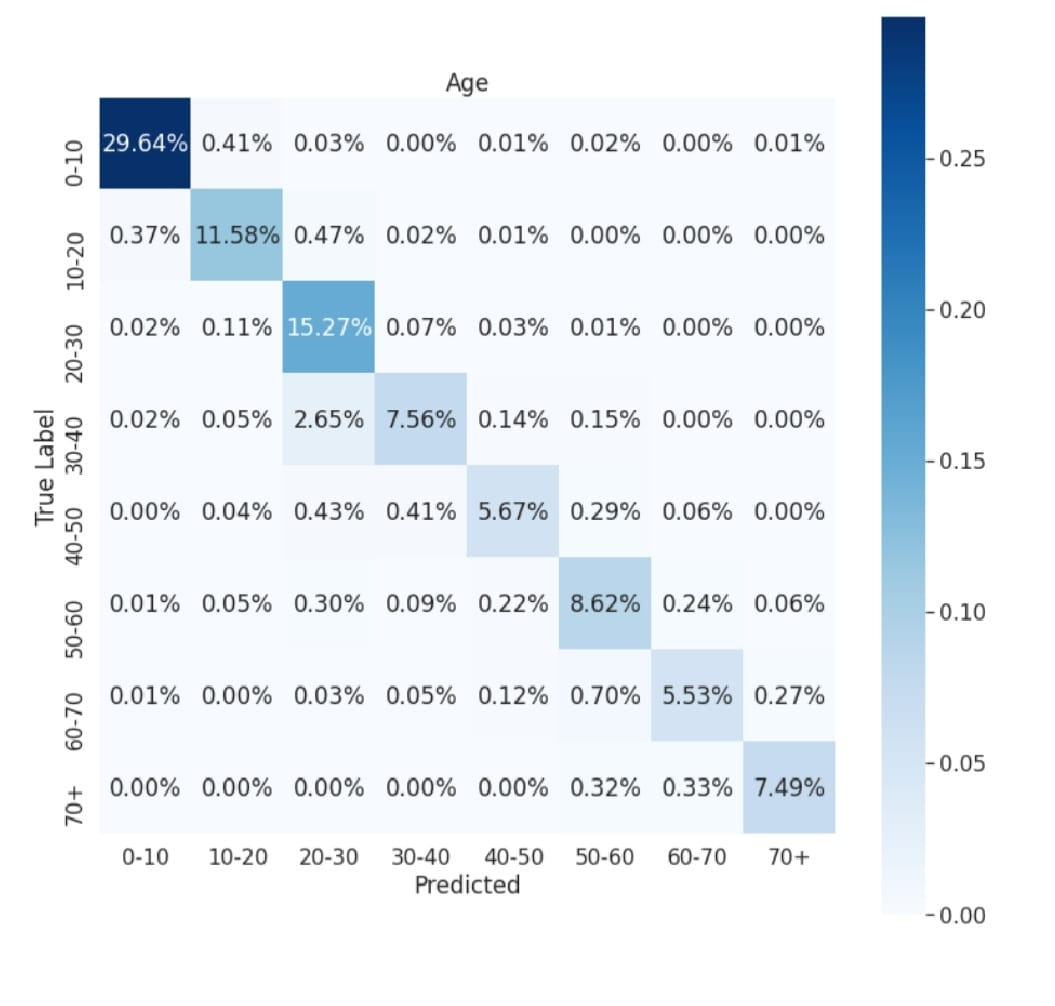 Age
0-10 29.64% 0.41% 0.03% 0.00% 0.01% 0.02% 0.00% 0.01%
10-20 0.37% 11.58% 0.47% 0.02% 0.01% 0.00% 0.00% 0.00%
20-30 0.02% 0.11% 15.27% 0.07% 0.03% 0.01% 0.00% 0.00%
30-40 0.02% 0.05% 2.65% 7.56% 0.14% 0.15% 0.00% 0.00%
40-50 0.00% 0.04% 0.43% 0.41% 5.67% 0.29% 0.06% 0.00%
50-60 0.01% 0.05% 0.30% 0.09% 0.22% 8.62% 0.24% 0.06%
60-70 0.01% 0.00% 0.03% 0.05% 0.12% 0.70% 5.53% 0.27%
70+ 0.00% 0.00% 0.00% 0.00% 0.00% 0.32% 0.33% 7.49%
True Label
0-10 10-20 20-30 30-40 40-50 50-60 60-70 70+
Predicted
0.25
0.20
0.15
0.10
0.05
0.00